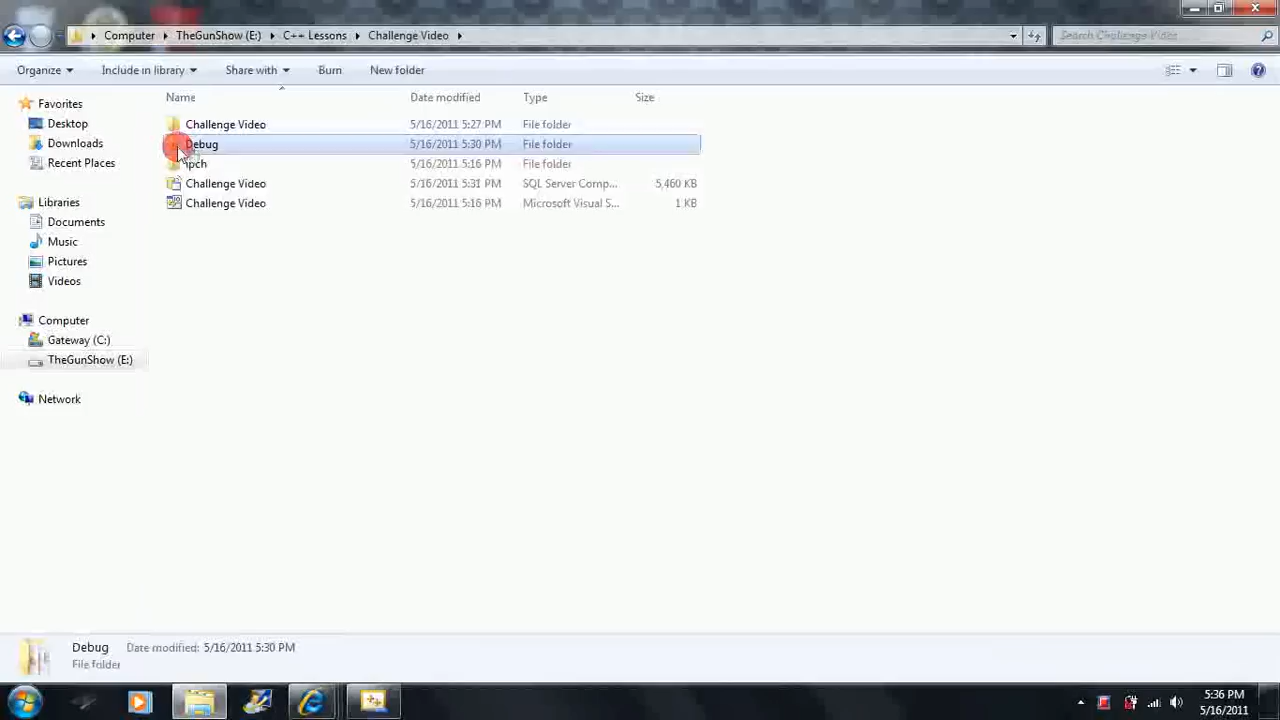 Computer TheGunShow (E:) C++ Lessons Challenge Video Search Challenge Video
Organize Include in library Share with Burn New folder
Name Date modified Type Size
Favorites
Desktop
Downloads
Recent Places
Libraries
Documents
Music
Pictures
Videos
Computer
Gateway (C:)
TheGunShow (E:)
Network
Challenge Video 5/16/2011 5:27 PM File folder
Debug 5/16/2011 5:30 PM File folder
ipch 5/16/2011 5:16 PM File folder
Challenge Video 5/16/2011 5:31 PM SQL Server Comp... 5,460 KB
Challenge Video 5/16/2011 5:16 PM Microsoft Visual S... 1 KB
Debug Date modified: 5/16/2011 5:30 PM
File folder
5:36 PM
5/16/2011